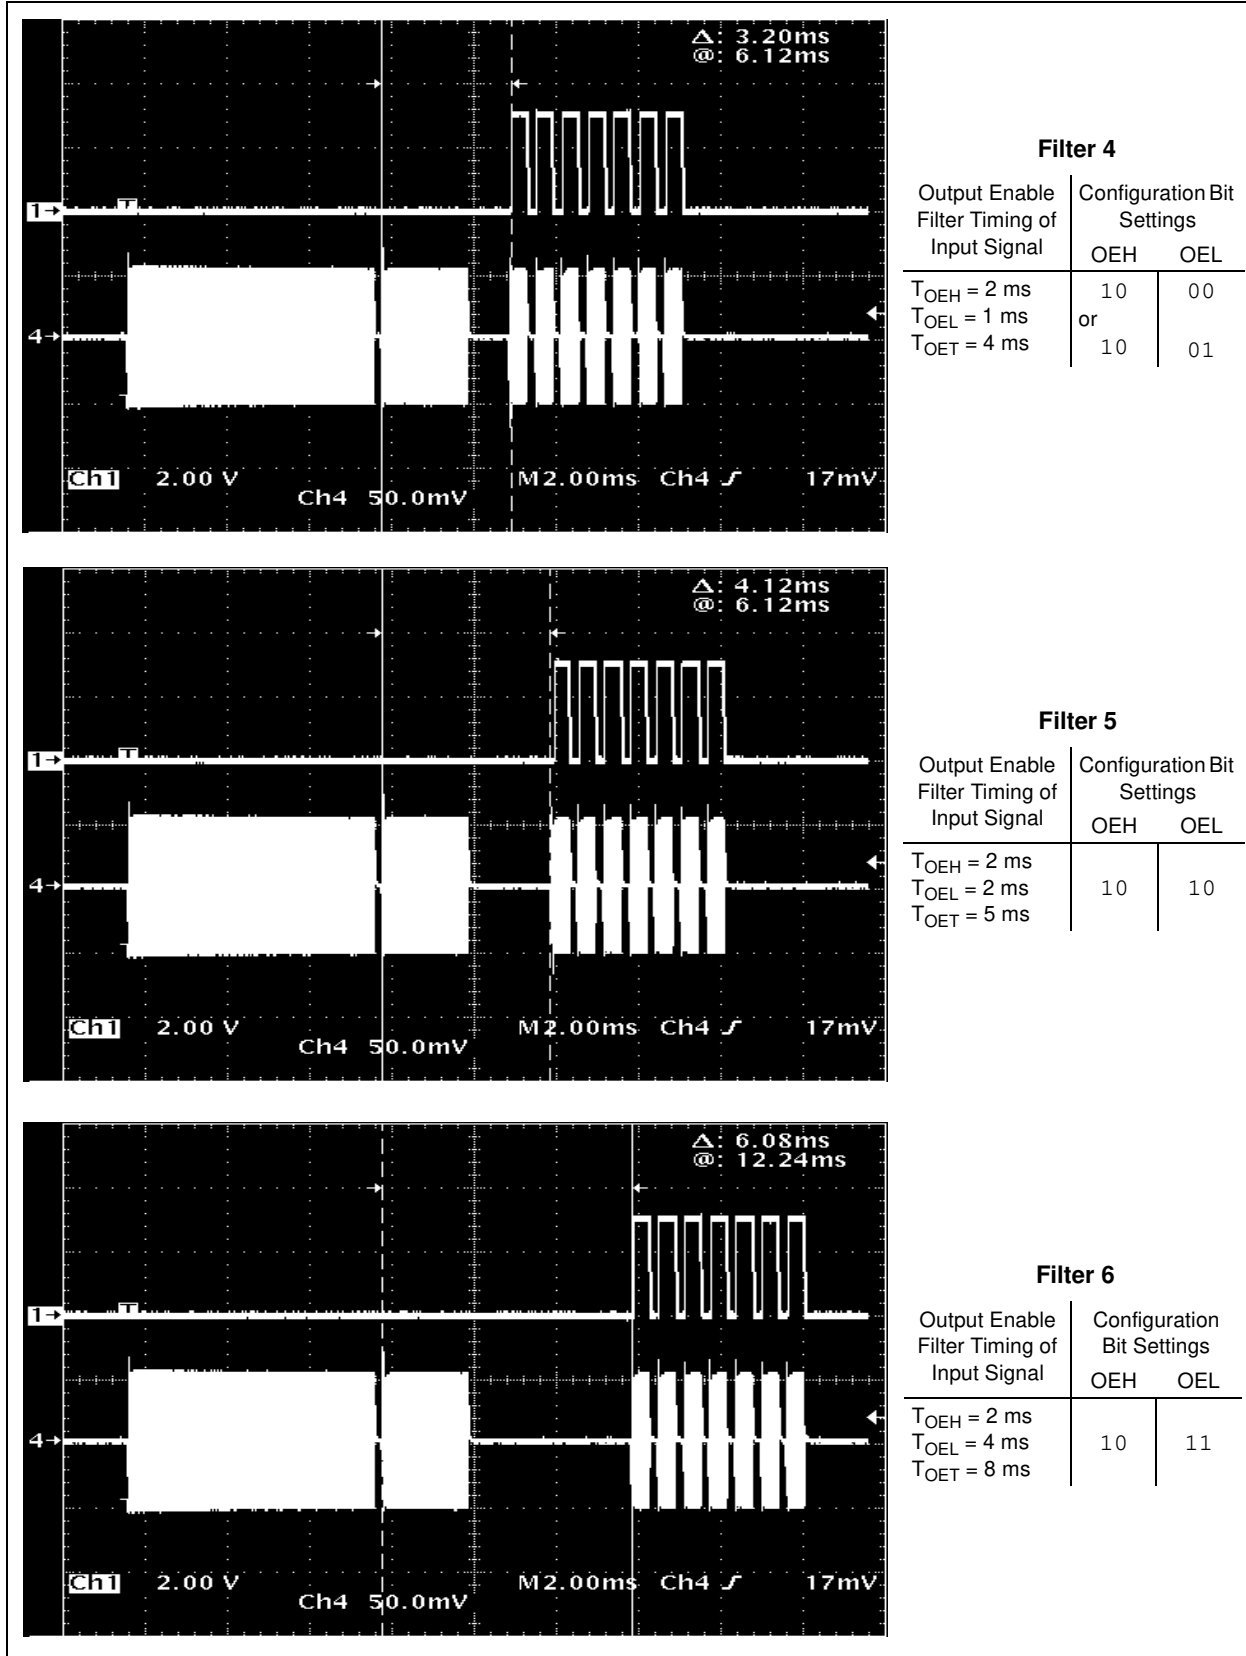 Δ: 3.20ms
@: 6.12ms
T
1→
4→
Ch1 2.00 V M2.00ms Ch4 17mV
Ch4 50.0mV
Filter 4
Output Enable Filter Timing of Input Signal
Configuration Bit Settings
OEH OEL
TOEH = 2 ms 10 00
TOEL = 1 ms or
TOET = 4 ms 10 01
Δ: 4.12ms
@: 6.12ms
T
1→
4→
Ch1 2.00 V M2.00ms Ch4 17mV
Ch4 50.0mV
Filter 5
Output Enable Filter Timing of Input Signal
Configuration Bit Settings
OEH OEL
TOEH = 2 ms
TOEL = 2 ms 10 10
TOET = 5 ms
Δ: 6.08ms
@: 12.24ms
T
1→
4→
Ch1 2.00 V M2.00ms Ch4 17mV
Ch4 50.0mV
Filter 6
Output Enable Filter Timing of Input Signal
Configuration Bit Settings
OEH OEL
TOEH = 2 ms
TOEL = 4 ms 10 11
TOET = 8 ms